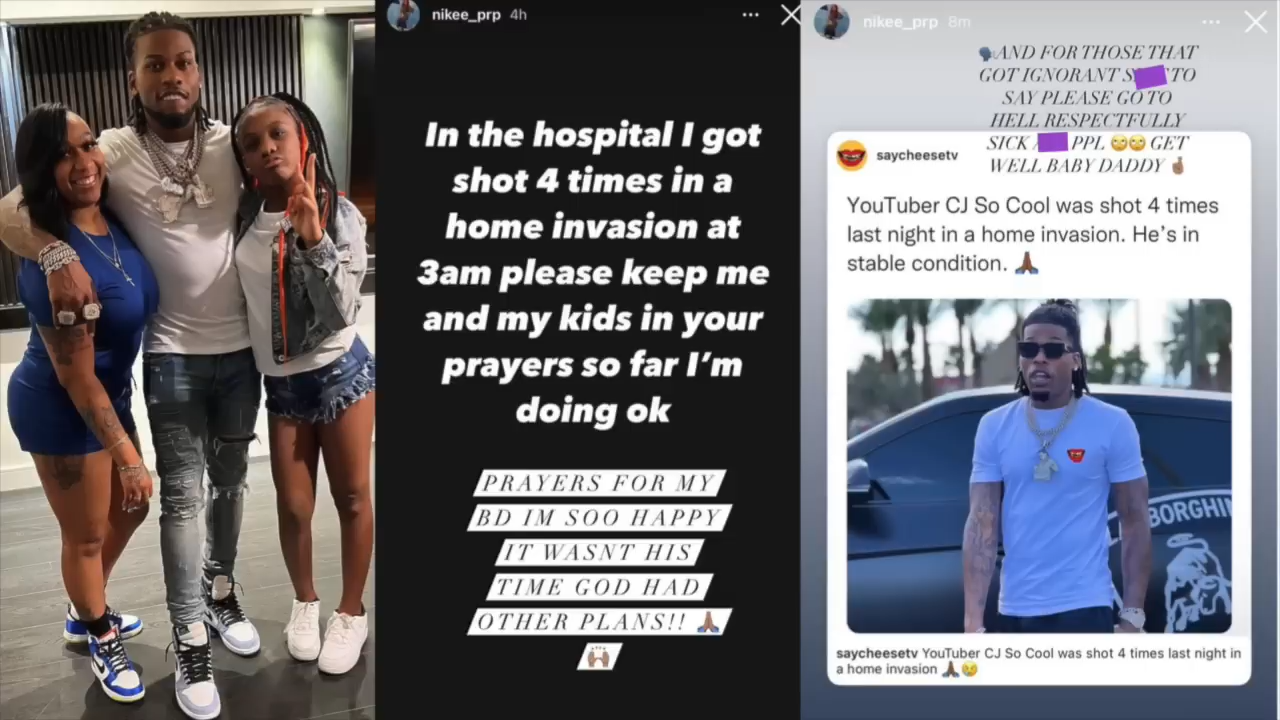 nikee_prp 4h
In the hospital I got
shot 4 times in a
home invasion at
3am please keep me
and my kids in your
prayers so far I'm
doing ok
PRAYERS FOR MY
BD IM SOO HAPPY
IT WASNT HIS
TIME GOD HAD
OTHER PLANS!! 🙏🏾
🙌🏽
nikee_prp 8m
🗣AND FOR THOSE THAT
GOT IGNORANT S TO
SAY PLEASE GO TO
HELL RESPECTFULLY
SICK PPL 🙄🙄 GET
WELL BABY DADDY 🤞🏾
saycheesetv
YouTuber CJ So Cool was shot 4 times
last night in a home invasion. He's in
stable condition. 🙏🏾
BORGHIN
saycheesetv YouTuber CJ So Cool was shot 4 times last night in
a home invasion 🙏🏾😢